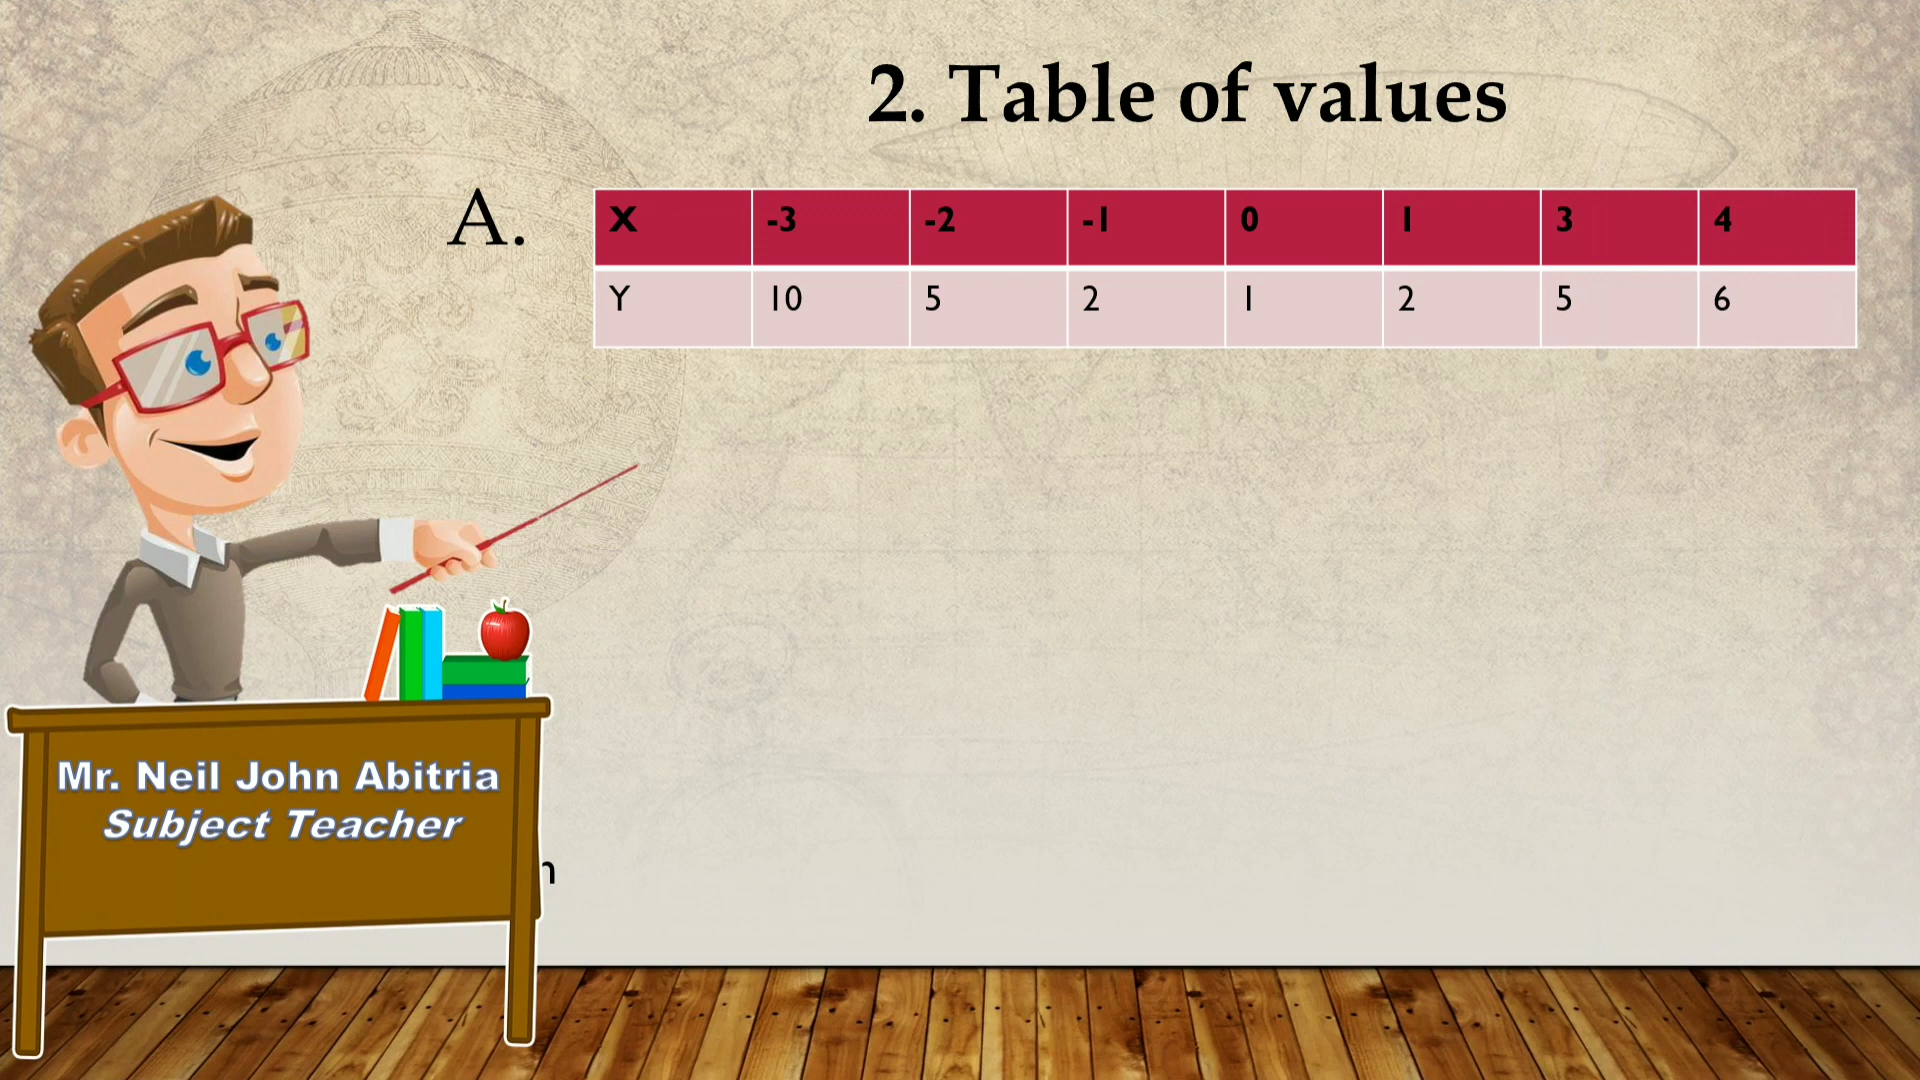 2. Table of values
A.
X -3 -2 -1 0 1 3 4
Y 10 5 2 1 2 5 6
Mr. Neil John Abitria
Subject Teacher